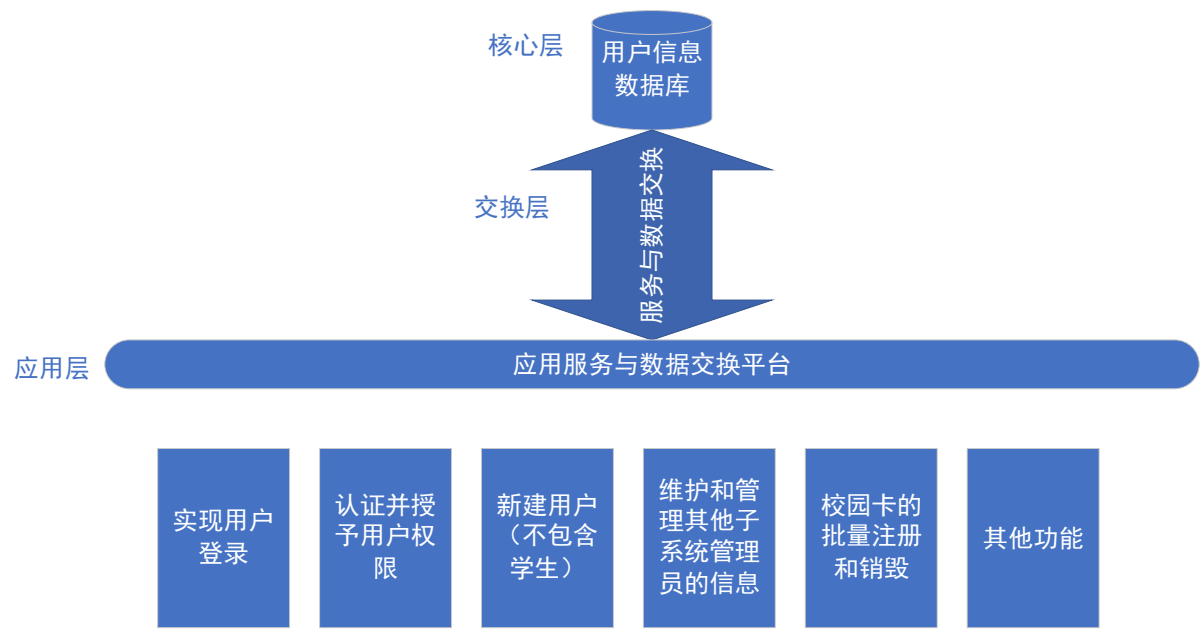 核心层
用户信息
数据库
交换层
服务与数据交换
应用层
应用服务与数据交换平台
实现用户
登录
认证并授
予用户权
限
新建用户
（不包含
学生）
维护和管
理其他子
系统管理
员的信息
校园卡的
批量注册
和销毁
其他功能